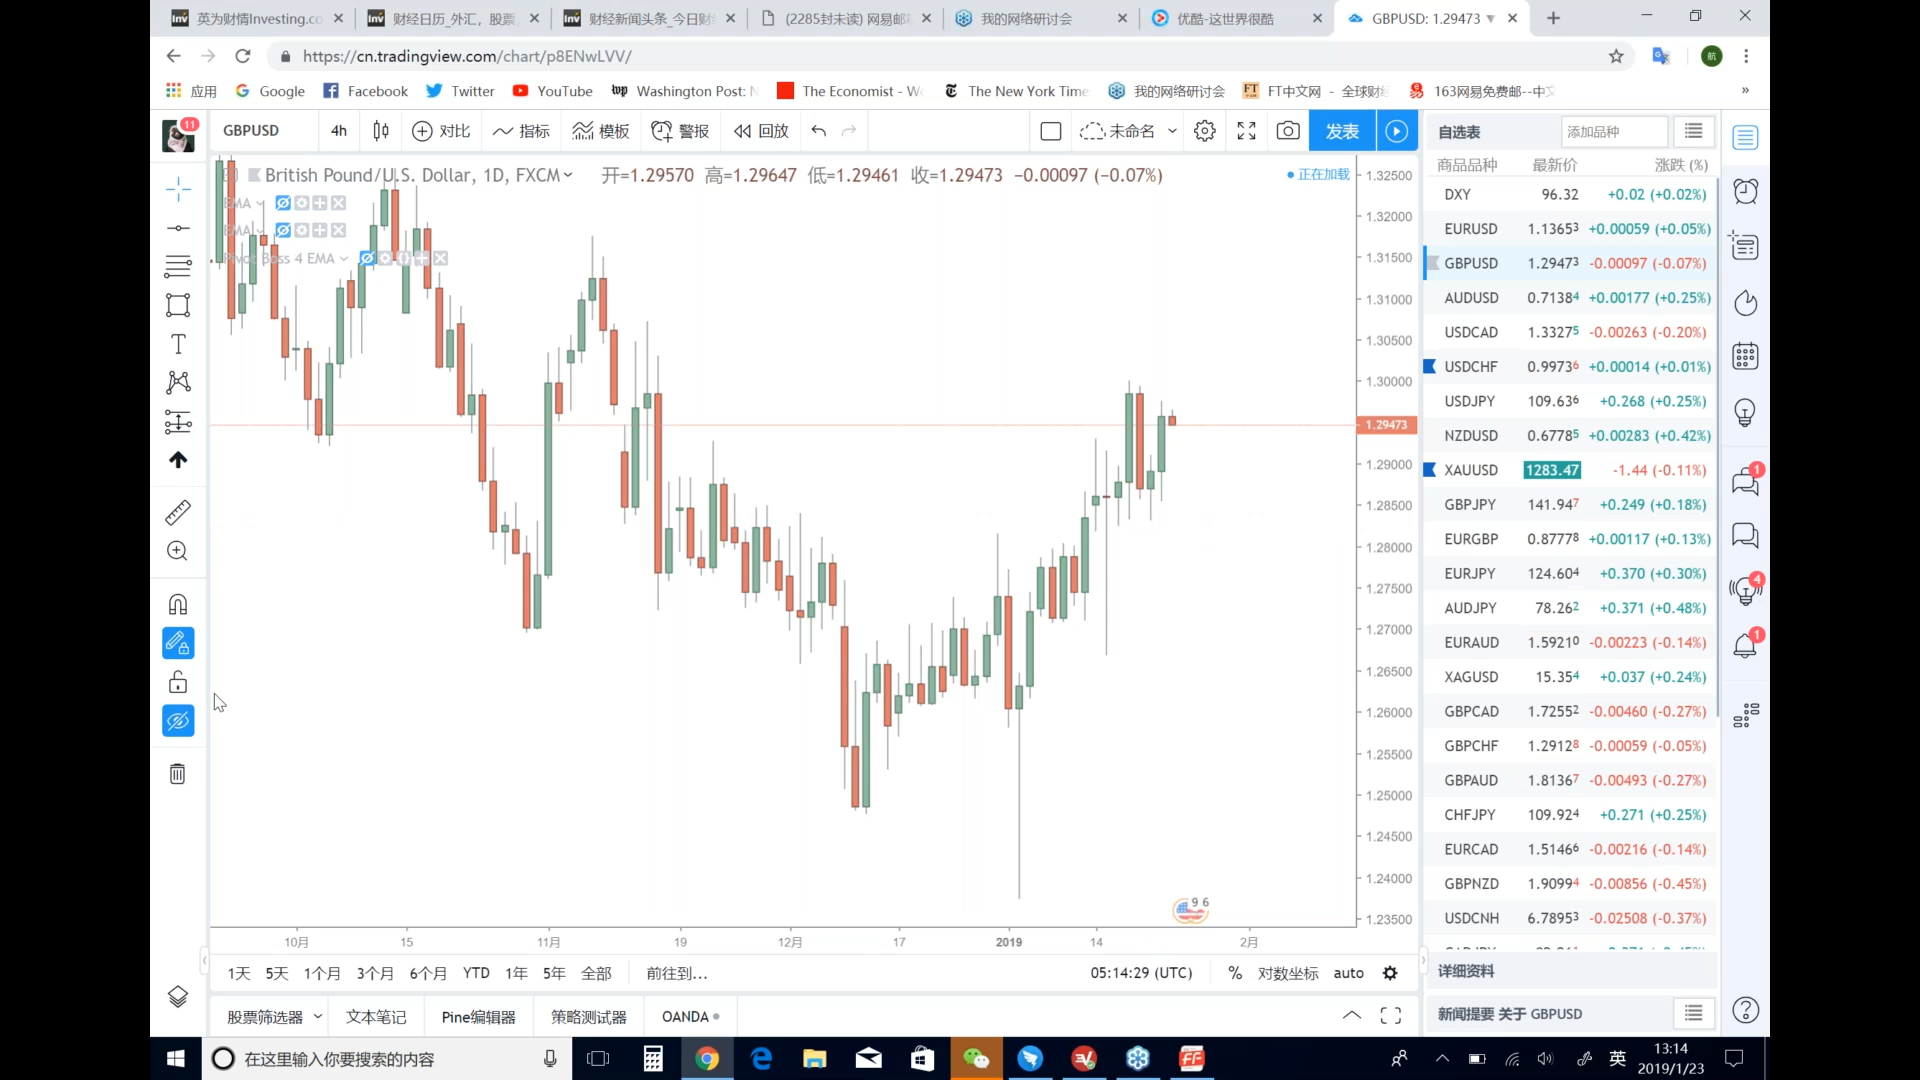 英为财情Investing.co
财经日历_外汇，股票
财经新闻头条_今日财
(2285封未读) 网易邮
我的网络研讨会
优酷-这世界很酷
GBPUSD: 1.29473
https://cn.tradingview.com/chart/p8ENwLVV/
航
应用
Google
Facebook
Twitter
YouTube
Washington Post:
The Economist -
The New York Time
我的网络研讨会
FT中文网 - 全球财
163网易免费邮--中
11
GBPUSD
4h
对比
指标
模板
警报
回放
未命名
发表
自选表
添加品种
British Pound/U.S. Dollar, 1D, FXCM
开=1.29570 高=1.29647 低=1.29461 收=1.29473 −0.00097 (−0.07%)
正在加载
EMA
EMA
Pivot Boss 4 EMA
1.32500
1.32000
1.31500
1.31000
1.30500
1.30000
1.29473
1.29000
1.28500
1.28000
1.27500
1.27000
1.26500
1.26000
1.25500
1.25000
1.24500
1.24000
1.23500
9 6
10月 15 11月 19 12月 17 2019 14 2月
商品品种 最新价 涨跌 (%)
DXY 96.32 +0.02 (+0.02%)
EURUSD 1.13653 +0.00059 (+0.05%)
GBPUSD 1.29473 -0.00097 (-0.07%)
AUDUSD 0.71384 +0.00177 (+0.25%)
USDCAD 1.33275 -0.00263 (-0.20%)
USDCHF 0.99736 +0.00014 (+0.01%)
USDJPY 109.636 +0.268 (+0.25%)
NZDUSD 0.67785 +0.00283 (+0.42%)
XAUUSD 1283.47 -1.44 (-0.11%)
GBPJPY 141.947 +0.249 (+0.18%)
EURGBP 0.87778 +0.00117 (+0.13%)
EURJPY 124.604 +0.370 (+0.30%)
AUDJPY 78.262 +0.371 (+0.48%)
EURAUD 1.59210 -0.00223 (-0.14%)
XAGUSD 15.354 +0.037 (+0.24%)
GBPCAD 1.72552 -0.00460 (-0.27%)
GBPCHF 1.29128 -0.00059 (-0.05%)
GBPAUD 1.81367 -0.00493 (-0.27%)
CHFJPY 109.924 +0.271 (+0.25%)
EURCAD 1.51466 -0.00216 (-0.14%)
GBPNZD 1.90994 -0.00856 (-0.45%)
USDCNH 6.78953 -0.02508 (-0.37%)
详细资料
新闻提要 关于 GBPUSD
1
4
1
1天 5天 1个月 3个月 6个月 YTD 1年 5年 全部 前往到...
05:14:29 (UTC) % 对数坐标 auto
股票筛选器 文本笔记 Pine编辑器 策略测试器 OANDA
在这里输入你要搜索的内容
英
13:14
2019/1/23